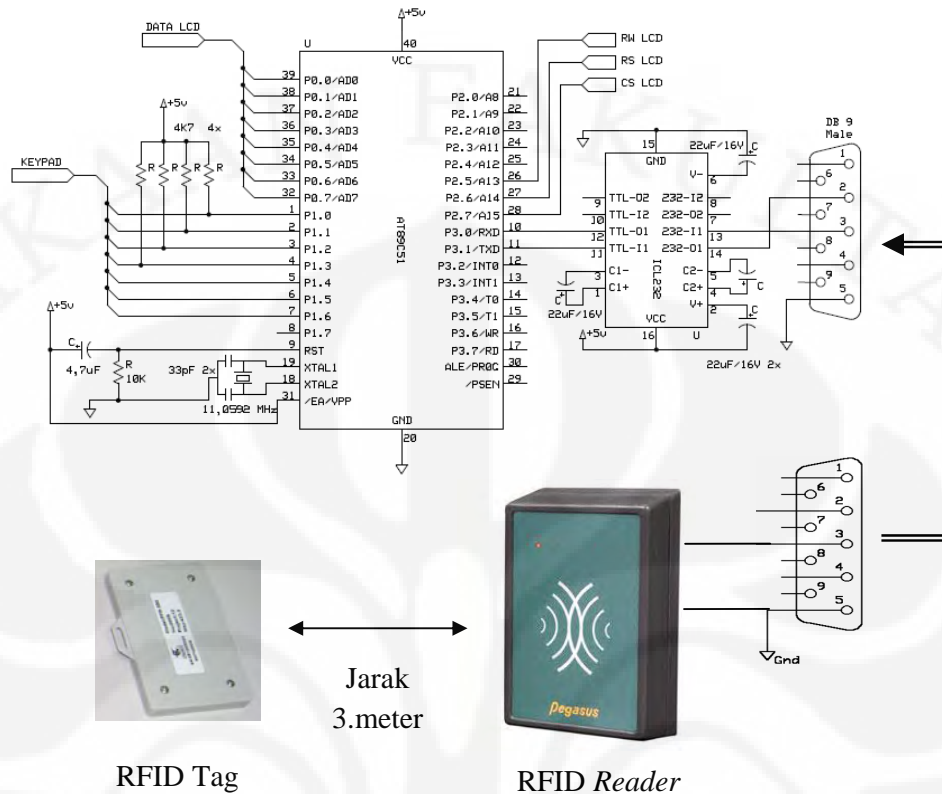 +5v
DATA LCD
U
40
VCC
39 P0.0/AD0
38 P0.1/AD1
37 P0.2/AD2
36 P0.3/AD3
35 P0.4/AD4
34 P0.5/AD5
33 P0.6/AD6
32 P0.7/AD7
1 P1.0
2 P1.1
3 P1.2
4 P1.3
5 P1.4
6 P1.5
7 P1.6
8 P1.7
9 RST
19 XTAL1
18 XTAL2
31 /EA/VPP
AT89C51
P2.0/A8 21
P2.1/A9 22
P2.2/A10 23
P2.3/A11 24
P2.4/A12 25
P2.5/A13 26
P2.6/A14 27
P2.7/A15 28
P3.0/RXD 10
P3.1/TXD 11
P3.2/INT0 12
P3.3/INT1 13
P3.4/T0 14
P3.5/T1 15
P3.6/WR 16
P3.7/RD 17
ALE/PROG 30
/PSEN 29
GND
20
+5v
4K7 4x
R R R R
KEYPAD
+5v
C +
4,7uF
R
10K
33pF 2x
11,0592 MHz
RW LCD
RS LCD
CS LCD
15
GND
22uF/16V
+
C
V-
6
9 TTL-O2 232-I2 8
10 TTL-I2 232-O2 7
12 TTL-O1 232-I1 13
11 TTL-I1 232-O1 14
3 C1- C2- 5
1 C1+ C2+ 4
V+
2
ICL232
VCC
16
U
C +
22uF/16V
+5v
+
C
+
C
22uF/16V 2x
DB 9
Male
1
6
2
7
3
8
4
9
5
1
6
2
7
3
8
4
9
5
Gnd
Pegasus
Jarak
3.meter
RFID Tag
RFID Reader